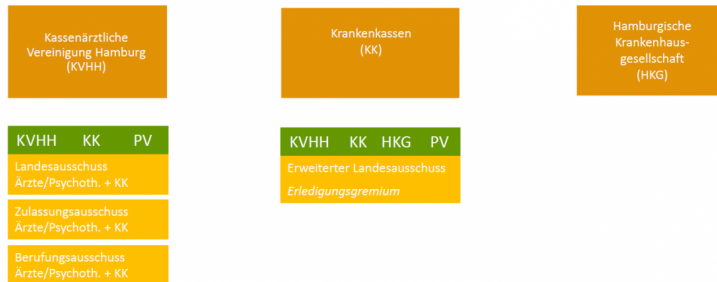 Kassenärztliche
Vereinigung Hamburg
(KVHH)
Krankenkassen
(KK)
Hamburgische
Krankenhaus-
gesellschaft
(HKG)
KVHH KK PV
Landesausschuss
Ärzte/Psychoth. + KK
Zulassungsausschuss
Ärzte/Psychoth. + KK
Berufungsausschuss
Ärzte/Psychoth. + KK
KVHH KK HKG PV
Erweiterter Landesausschuss
Erledigungsgremium